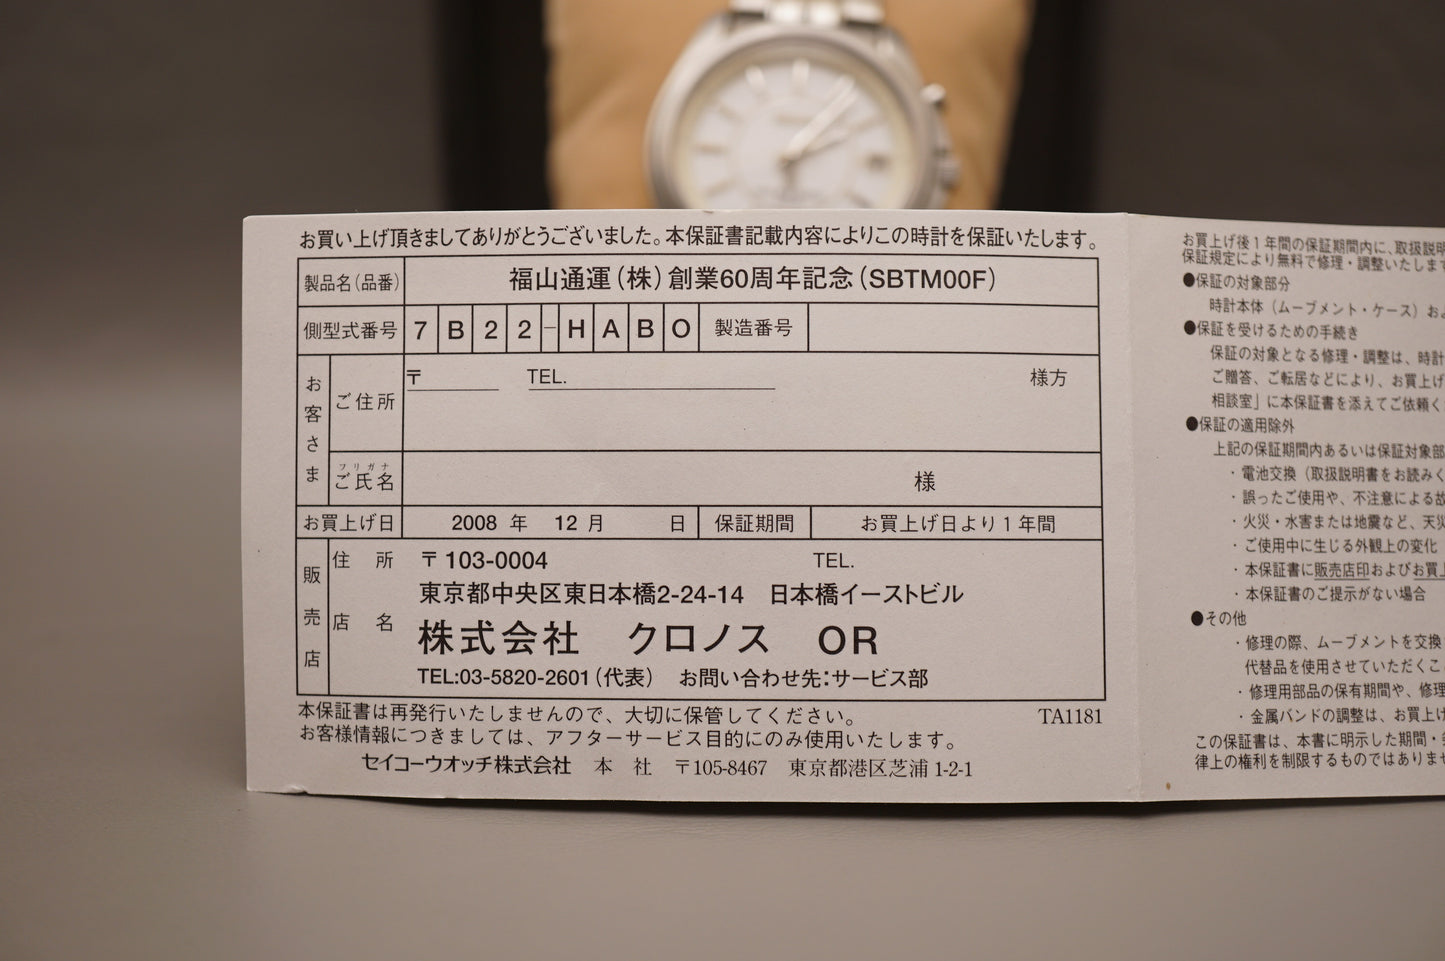 お買い上げ頂きましてありがとうございました。本保証書記載内容によりこの時計を保証いたします。
製品名(品番) 福山通運(株)創業60周年記念(SBTM00F)
側型式番号 7B22-HABO 製造番号
お客さま
ご住所 〒 TEL. 様方
フリガナ
ご氏名 様
お買上げ日 2008 年 12 月 日 保証期間 お買上げ日より1年間
販売店
住所 〒103-0004 TEL.
東京都中央区東日本橋2-24-14 日本橋イーストビル
店名 株式会社 クロノス OR
TEL:03-5820-2601(代表) お問い合わせ先:サービス部
本保証書は再発行いたしませんので、大切に保管してください。 TA1181
お客様情報につきましては、アフターサービス目的にのみ使用いたします。
セイコーウオッチ株式会社 本 社 〒105-8467 東京都港区芝浦 1-2-1
お買上げ後1年間の保証期間内に、取扱説明
保証規定により無料で修理・調整いたします
●保証の対象部分
時計本体(ムーブメント・ケース)およ
●保証を受けるための手続き
保証の対象となる修理・調整は、時計
ご贈答、ご転居などにより、お買上げ
相談室」に本保証書を添えてご依頼く
●保証の適用除外
上記の保証期間内あるいは保証対象部
・電池交換(取扱説明書をお読みく
・誤ったご使用や、不注意による故
・火災・水害または地震など、天災
・ご使用中に生じる外観上の変化
・本保証書に販売店印およびお買上
・本保証書のご提示がない場合
●その他
・修理の際、ムーブメントを交換
代替品を使用させていただくこ
・修理用部品の保有期間や、修理
・金属バンドの調整は、お買上げ
この保証書は、本書に明示した期間・
律上の権利を制限するものではありませ